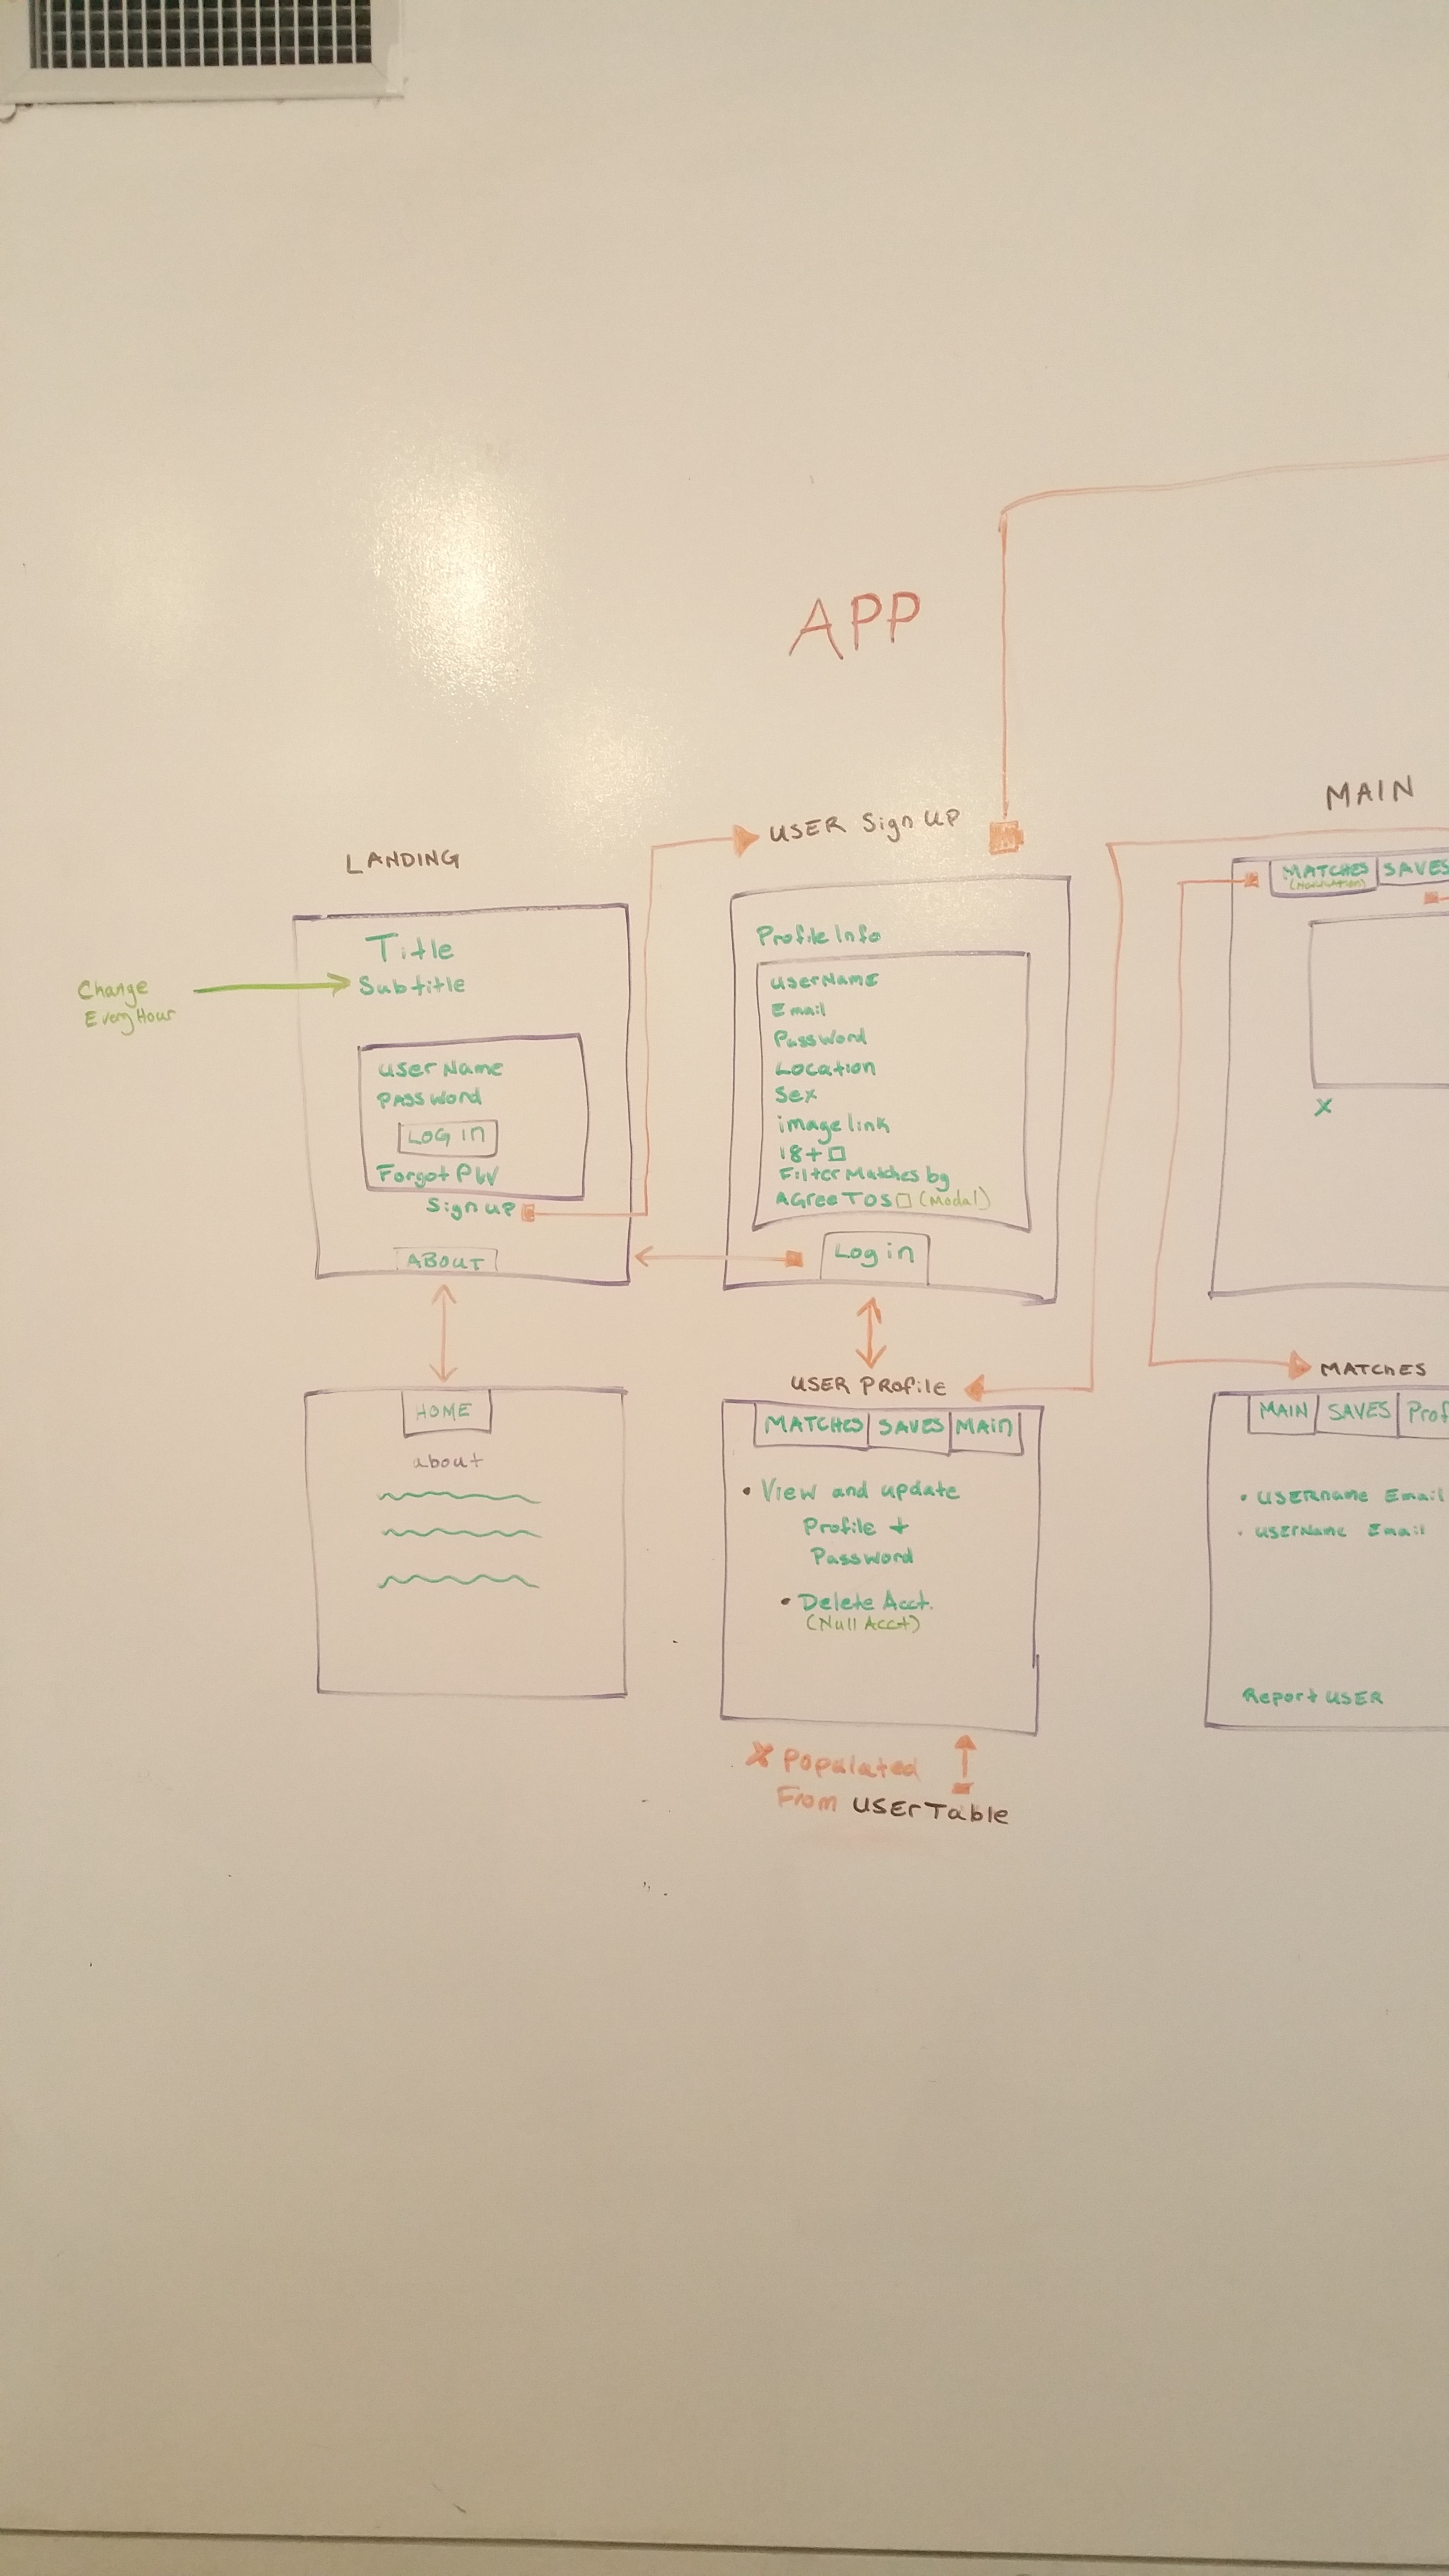 APP
LANDING
Title
Subtitle
Change
Every Hour
userName
PASSword
LOG in
Forgot PW
Sign up
ABOUT
HOME
about
USER Sign UP
Profile Info
userName
Email
Password
Location
Sex
image link
18+ □
Filter Matches by
AGree TOS □ (Modal)
Log in
USER PRofile
MATCHES SAVES MAIn
• View and update
Profile +
Password
• Delete Acct.
(Null Acct)
X Populated
From USErTable
MAIN
MATCHES SAVES
X
MATCHES
MAIN SAVES Prof
• USERname Email
• USErName Email
Report USER